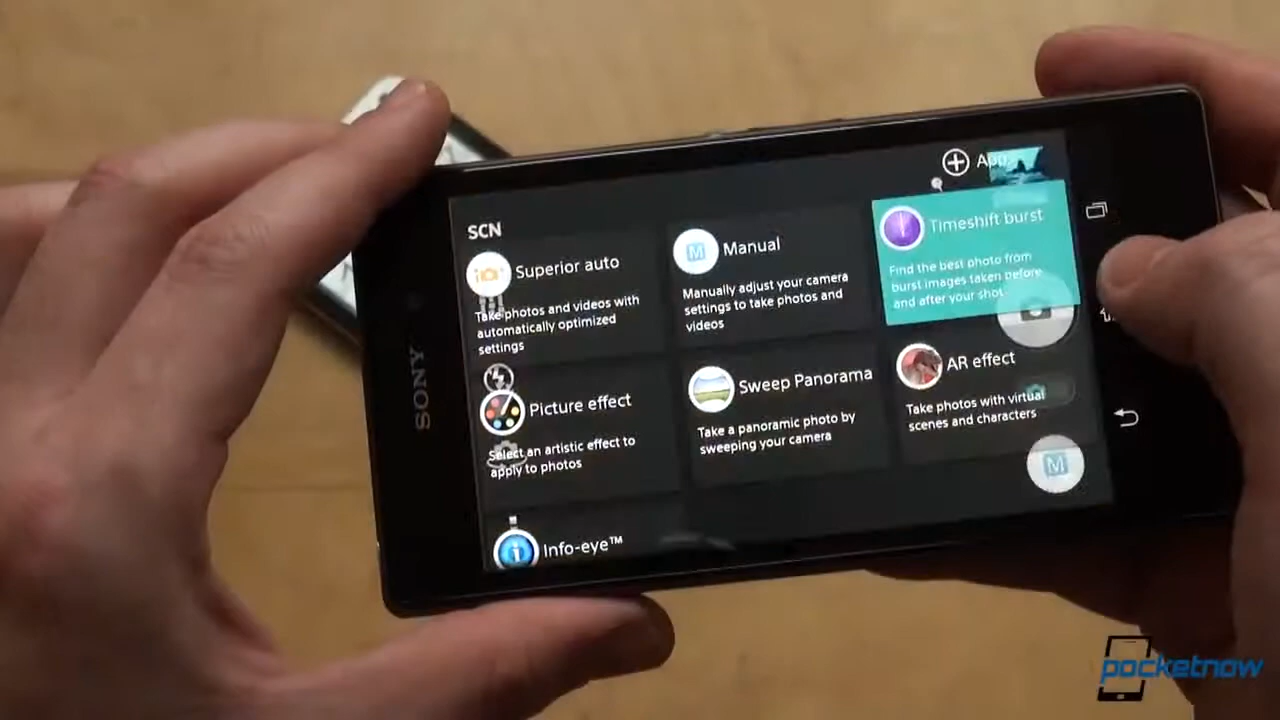 SONY
App
SCN
Superior auto
Take photos and videos with
automatically optimized
settings
M
Manual
Manually adjust your camera
settings to take photos and
videos
Timeshift burst
Find the best photo from
burst images taken before
and after your shot
Picture effect
Select an artistic effect to
apply to photos
Sweep Panorama
Take a panoramic photo by
sweeping your camera
AR effect
Take photos with virtual
scenes and characters
M
Info-eye™
pocketnow